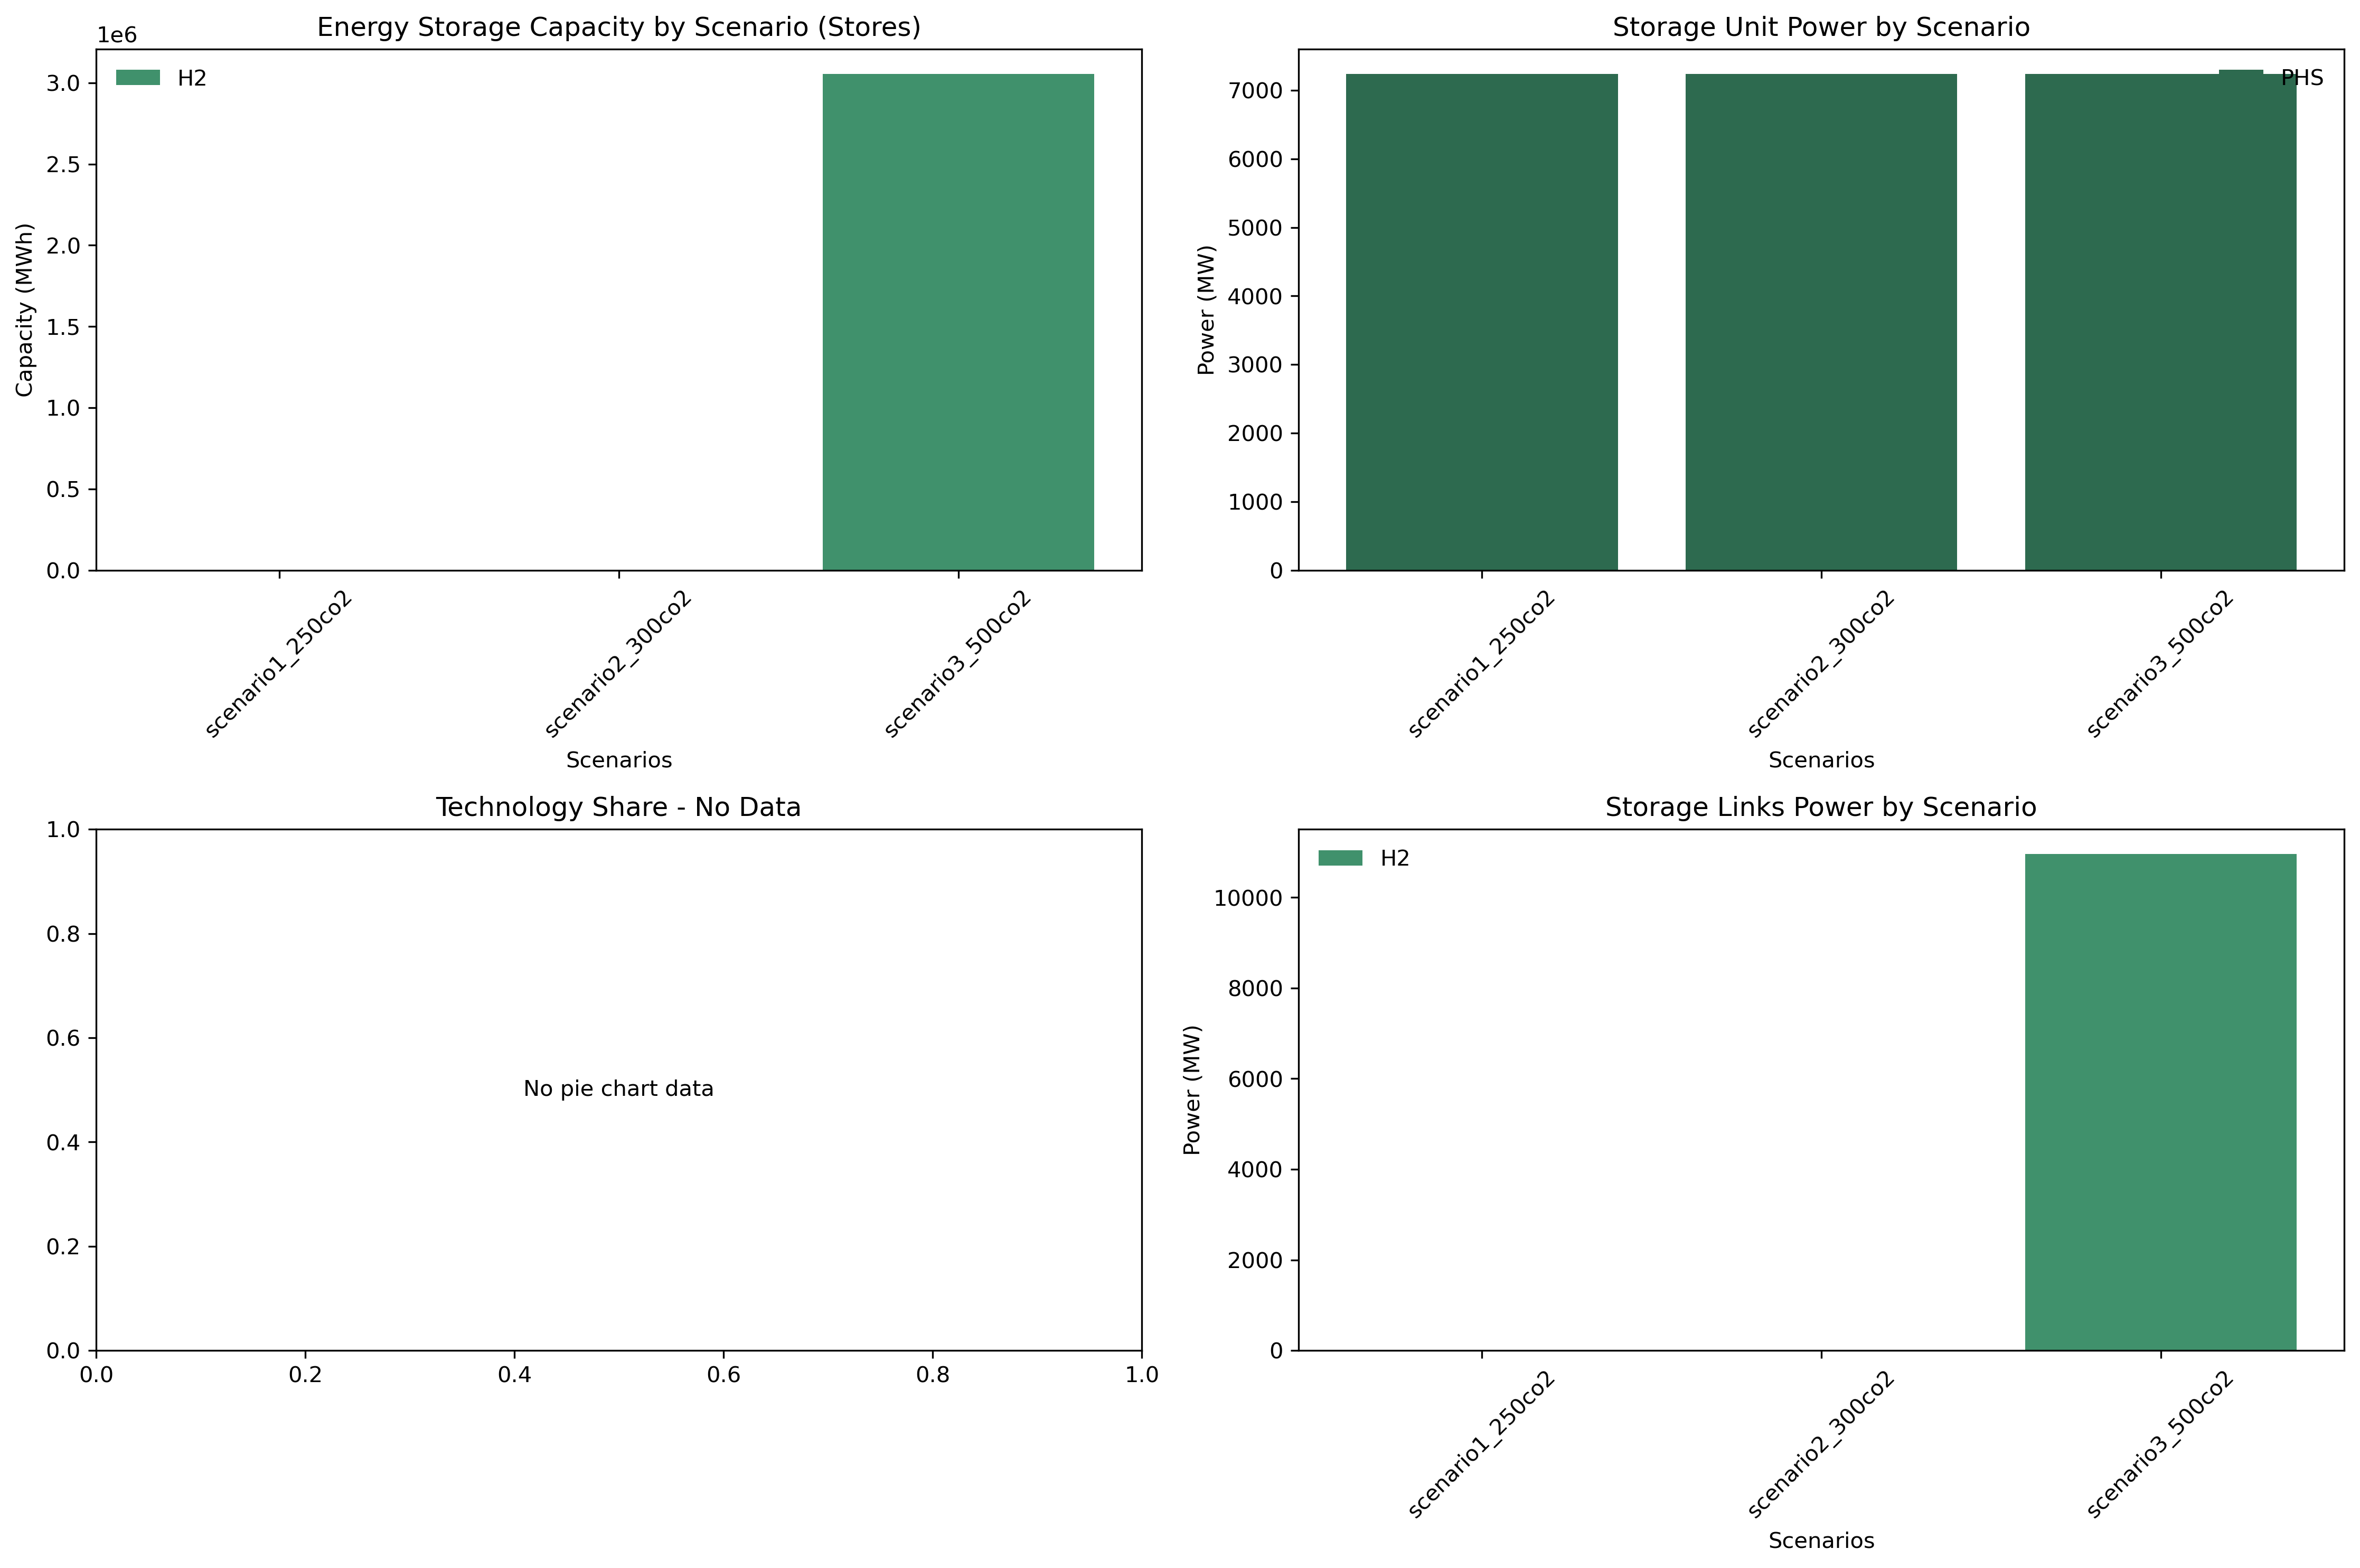 Energy Storage Capacity by Scenario (Stores)
1e6
H2
3.0
2.5
2.0
1.5
1.0
0.5
0.0
Capacity (MWh)
scenario1_250co2
scenario2_300co2
scenario3_500co2
Scenarios
Storage Unit Power by Scenario
PHS
7000
6000
5000
4000
3000
2000
1000
0
Power (MW)
scenario1_250co2
scenario2_300co2
scenario3_500co2
Scenarios
Technology Share - No Data
1.0
0.8
0.6
0.4
0.2
0.0
No pie chart data
0.0 0.2 0.4 0.6 0.8 1.0
Storage Links Power by Scenario
H2
10000
8000
6000
4000
2000
0
Power (MW)
scenario1_250co2
scenario2_300co2
scenario3_500co2
Scenarios